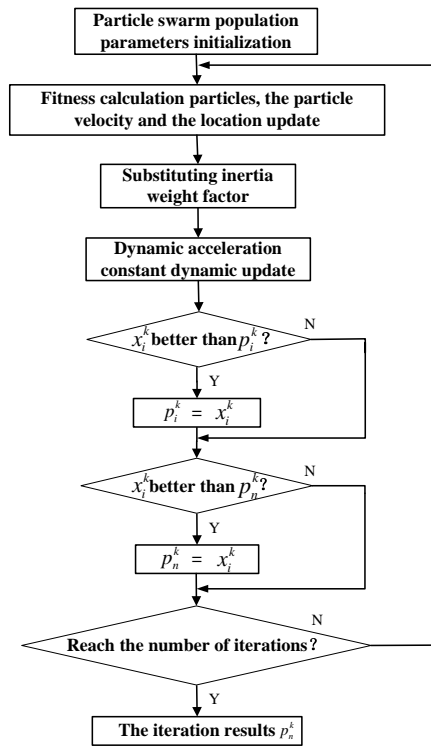 Particle swarm population
parameters initialization
Fitness calculation particles, the particle
velocity and the location update
Substituting inertia
weight factor
Dynamic acceleration
constant dynamic update
x_i^k better than p_i^k ?
N
Y
p_i^k = x_i^k
x_i^k better than p_n^k ?
N
Y
p_n^k = x_i^k
Reach the number of iterations ?
N
Y
The iteration results p_n^k